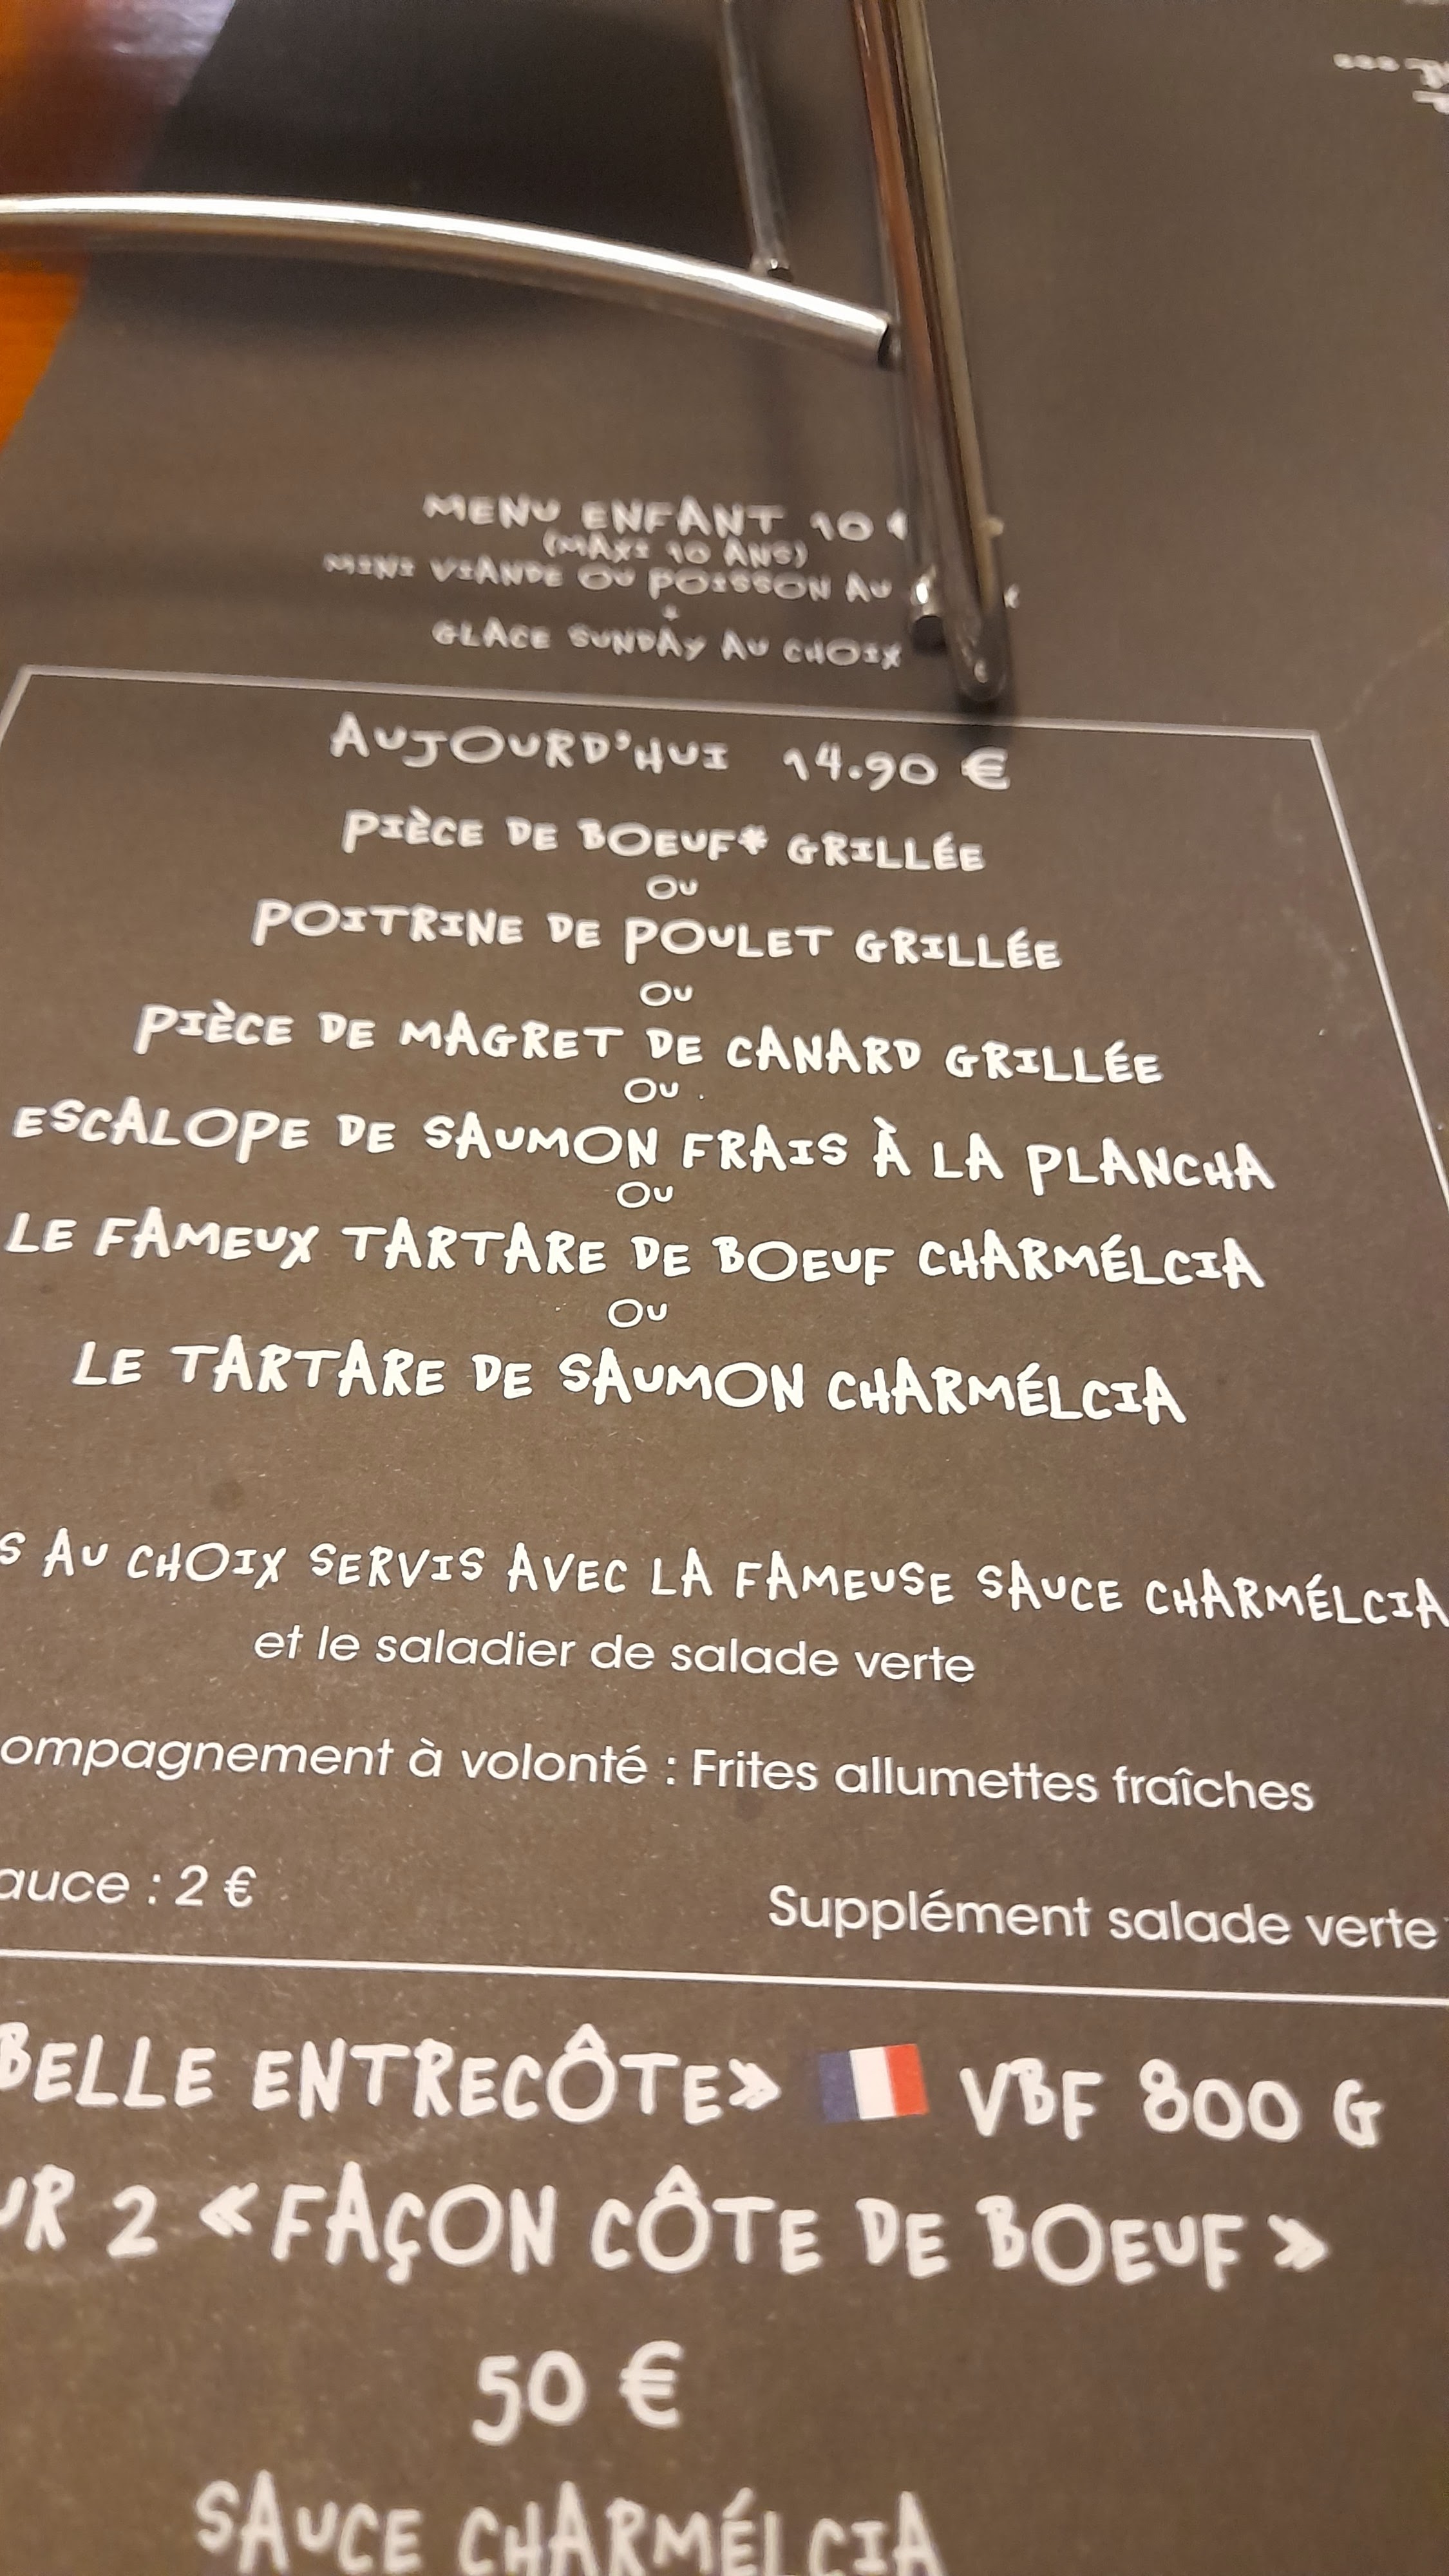 MENU ENFANT 10 €
(MAXI 10 ANS)
MINI VIANDE OU POISSON AU
+
GLACE SUNDAY AU CHOIX
AUJOURD'HUI 14.90 €
PIÈCE DE BOEUF* GRILLÉE
OU
POITRINE DE POULET GRILLÉE
OU
PIÈCE DE MAGRET DE CANARD GRILLÉE
OU
ESCALOPE DE SAUMON FRAIS À LA PLANCHA
OU
LE FAMEUX TARTARE DE BOEUF CHARMÉLCIA
OU
LE TARTARE DE SAUMON CHARMÉLCIA
S AU CHOIX SERVIS AVEC LA FAMEUSE SAUCE CHARMÉLCIA
et le saladier de salade verte
ompagnement à volonté : Frites allumettes fraîches
auce : 2 €
Supplément salade verte
BELLE ENTRECÔTE» VBF 800 G
UR 2 «FAÇON CÔTE DE BOEUF»
50 €
SAUCE CHARMÉLCIA